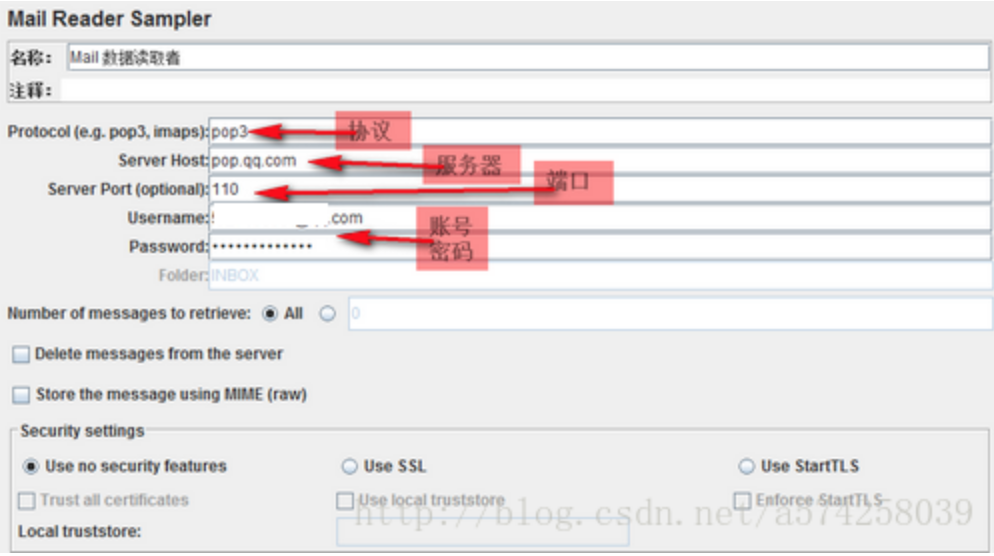 Mail Reader Sampler
名称： Mail 数据读取者
注释：
Protocol (e.g. pop3, imaps): pop3 协议
Server Host: pop.qq.com 服务器
Server Port (optional): 110 端口
Username: .com 账号
Password: ••••••••••••• 密码
Folder: INBOX
Number of messages to retrieve: All 0
Delete messages from the server
Store the message using MIME (raw)
Security settings
Use no security features Use SSL Use StartTLS
Trust all certificates Use local truststore Enforce StartTLS
http://blog.csdn.net/a574258039
Local truststore: